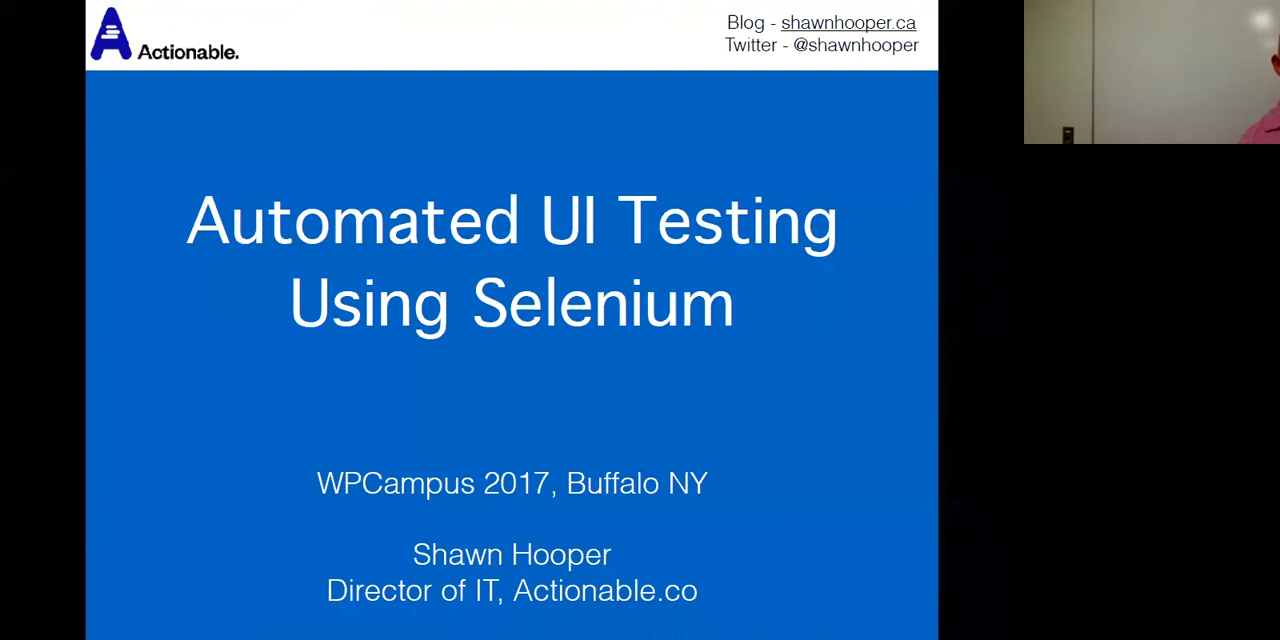 Actionable.
Blog - shawnhooper.ca
Twitter - @shawnhooper
Automated UI Testing
Using Selenium
WPCampus 2017, Buffalo NY
Shawn Hooper
Director of IT, Actionable.co